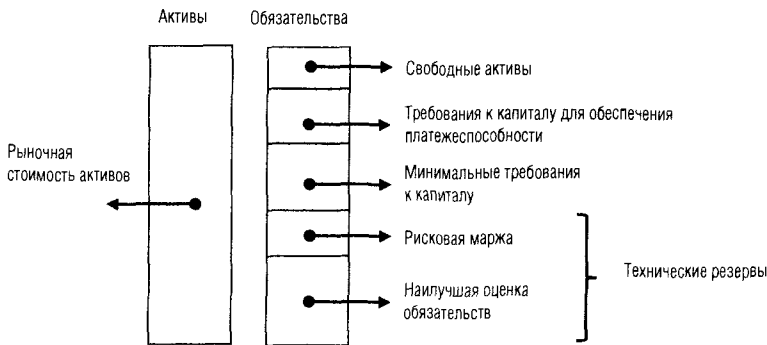 Активы
Обязательства
Свободные активы
Требования к капиталу для обеспечения
платежеспособности
Рыночная
стоимость активов
Минимальные требования
к капиталу
Рисковая маржа
Технические резервы
Наилучшая оценка
обязательств